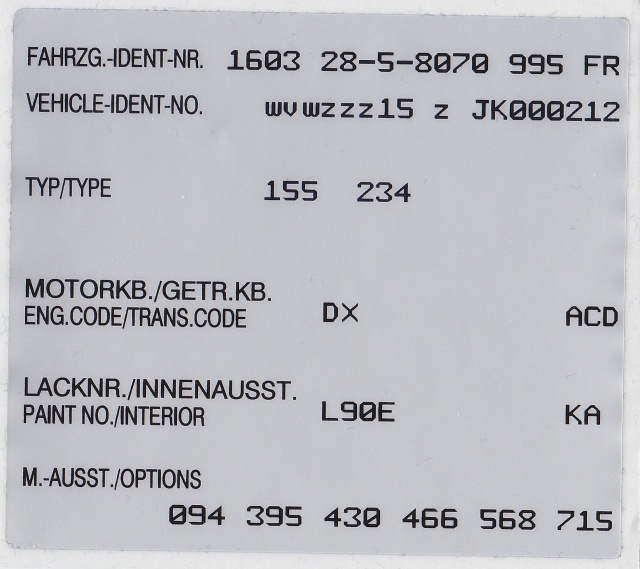 FAHRZG.-IDENT-NR. 1603 28-5-8070 995 FR
VEHICLE-IDENT-NO. wvwzzz15 z JK000212
TYP/TYPE 155 234
MOTORKB./GETR.KB.
ENG.CODE/TRANS.CODE DX ACD
LACKNR./INNENAUSST.
PAINT NO./INTERIOR L90E KA
M.-AUSST./OPTIONS
094 395 430 466 568 715